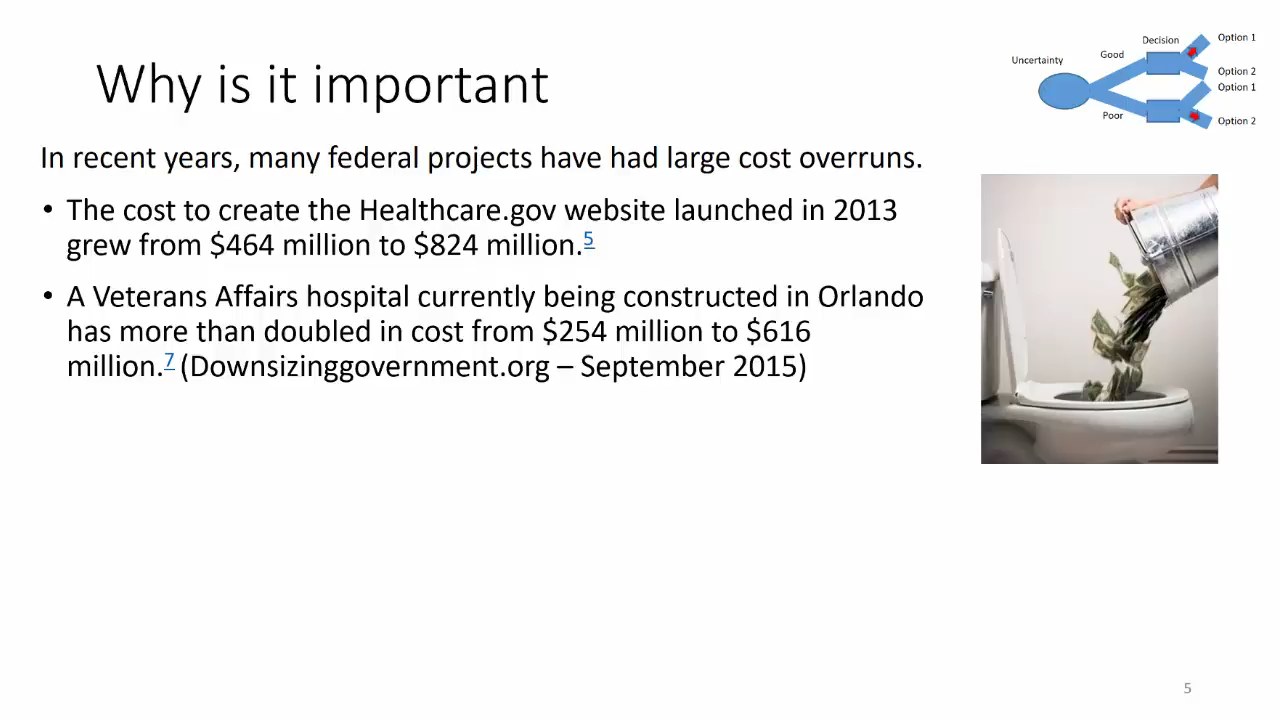 Why is it important
Uncertainty
Good
Decision
Option 1
Option 2
Option 1
Poor
Option 2
In recent years, many federal projects have had large cost overruns.
• The cost to create the Healthcare.gov website launched in 2013
grew from $464 million to $824 million.5
• A Veterans Affairs hospital currently being constructed in Orlando
has more than doubled in cost from $254 million to $616
million.7 (Downsizinggovernment.org – September 2015)
5